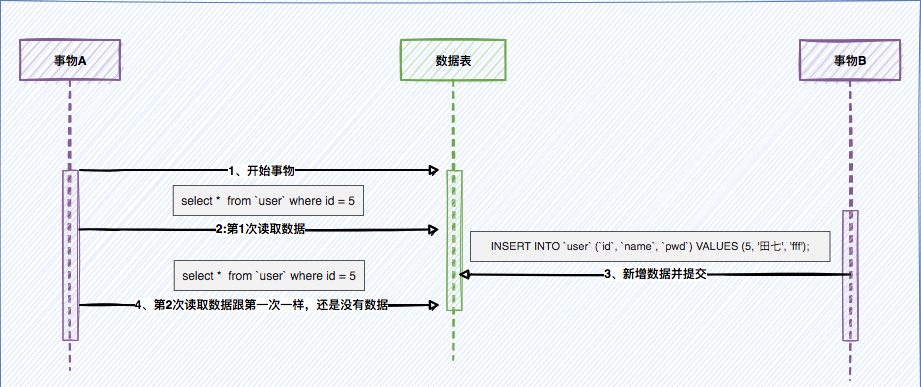 事物A
数据表
事物B
1、开始事物
select *  from `user` where id = 5
2:第1次读取数据
INSERT INTO `user` (`id`, `name`, `pwd`) VALUES (5, '田七', 'fff');
select *  from `user` where id = 5
3、新增数据并提交
4、第2次读取数据跟第一次一样，还是没有数据